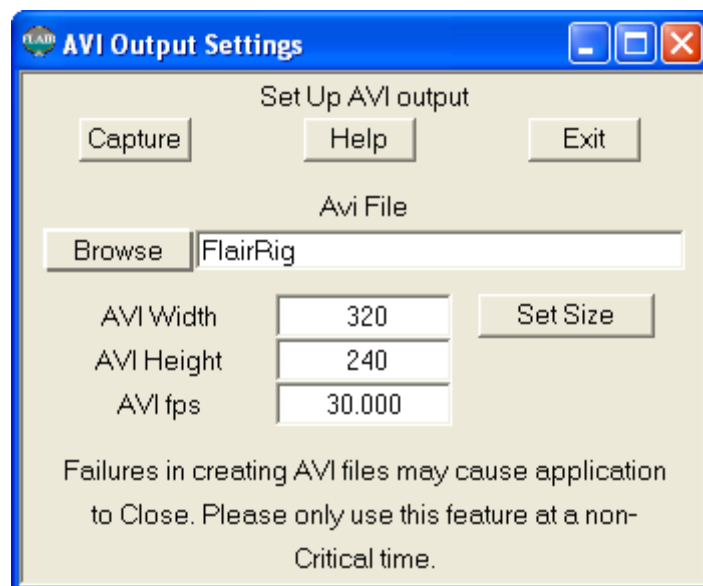 FLAIR
AVI Output Settings
Set Up AVI output
Capture Help Exit
Avi File
Browse FlairRig
AVI Width 320 Set Size
AVI Height 240
AVI fps 30.000
Failures in creating AVI files may cause application
to Close. Please only use this feature at a non-
Critical time.